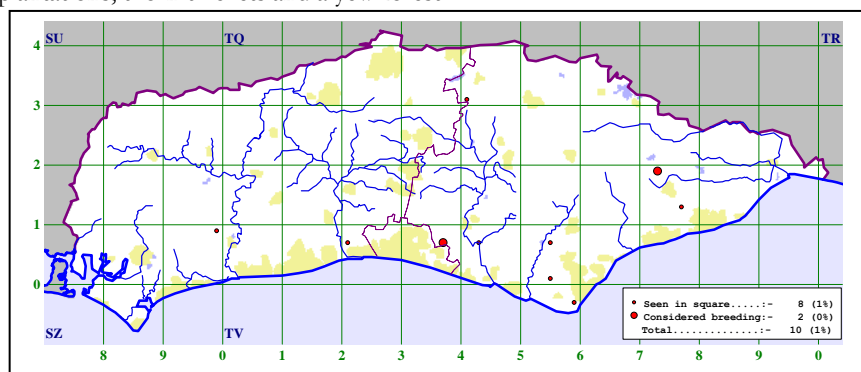 SU TQ TR
4
3
2
1
0
Seen in square.....:- 8 (1%)
Considered breeding:- 2 (0%)
Total..............:- 10 (1%)
SZ TV
8 9 0 1 2 3 4 5 6 7 8 9 0